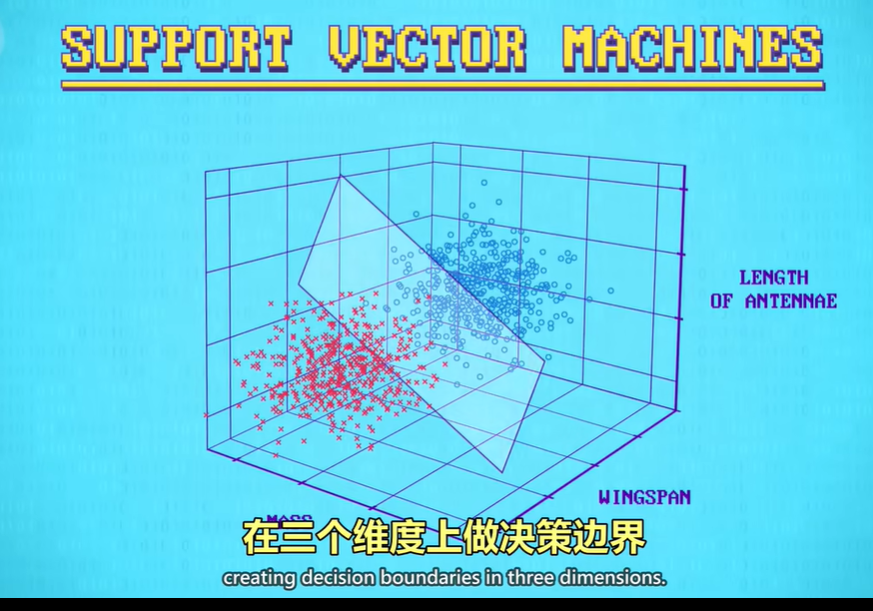 SUPPORT VECTOR MACHINES
LENGTH
OF ANTENNAE
WINGSPAN
MASS
在三个维度上做决策边界
creating decision boundaries in three dimensions.